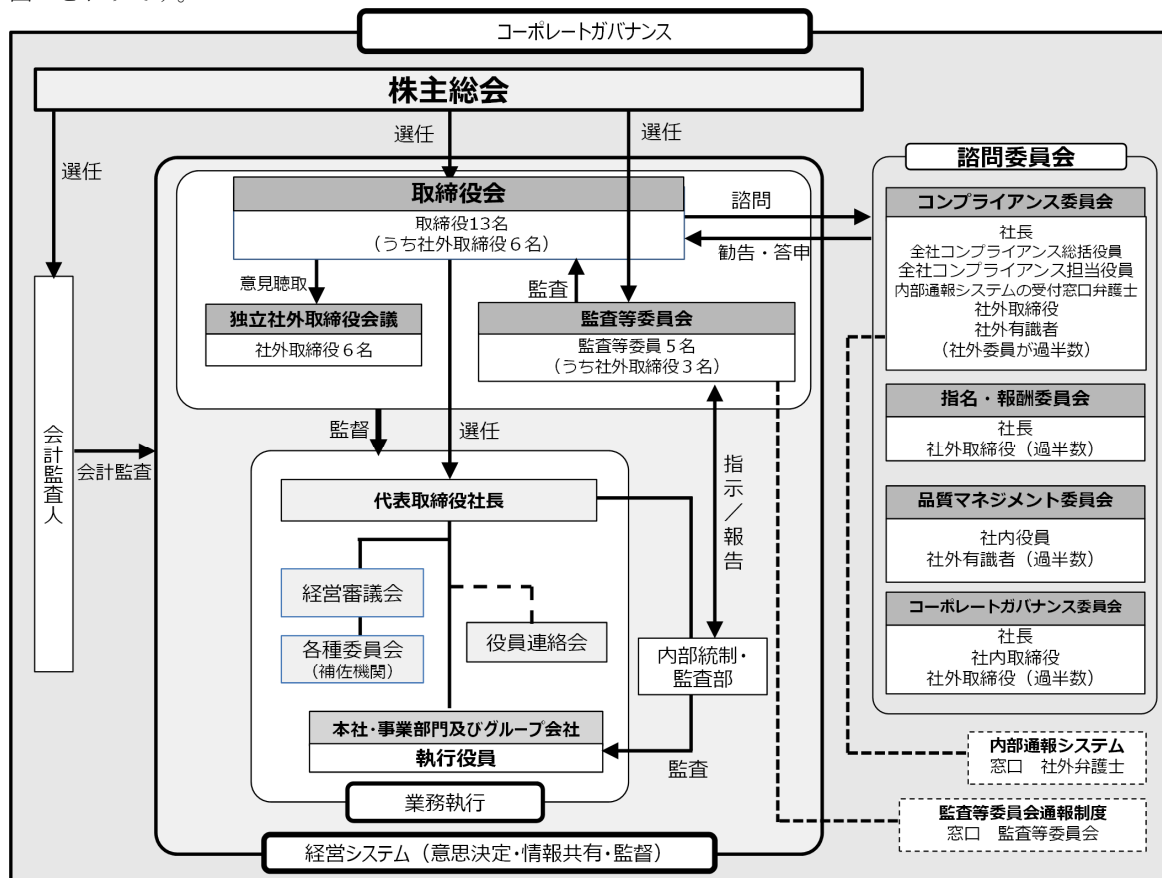 コーポレートガバナンス
株主総会
選任
選任
選任
取締役会
取締役13名
(うち社外取締役6名)
諮問
勧告・答申
意見聴取
監査
独立社外取締役会議
社外取締役6名
監査等委員会
監査等委員5名
(うち社外取締役3名)
監督
選任
会計監査人
会計監査
代表取締役社長
指示/報告
経営審議会
各種委員会
(補佐機関)
役員連絡会
内部統制・
監査部
本社・事業部門及びグループ会社
執行役員
監査
業務執行
経営システム(意思決定・情報共有・監督)
諮問委員会
コンプライアンス委員会
社長
全社コンプライアンス総括役員
全社コンプライアンス担当役員
内部通報システムの受付窓口弁護士
社外取締役
社外有識者
(社外委員が過半数)
指名・報酬委員会
社長
社外取締役(過半数)
品質マネジメント委員会
社内役員
社外有識者(過半数)
コーポレートガバナンス委員会
社長
社内取締役
社外取締役(過半数)
内部通報システム
窓口 社外弁護士
監査等委員会通報制度
窓口 監査等委員会